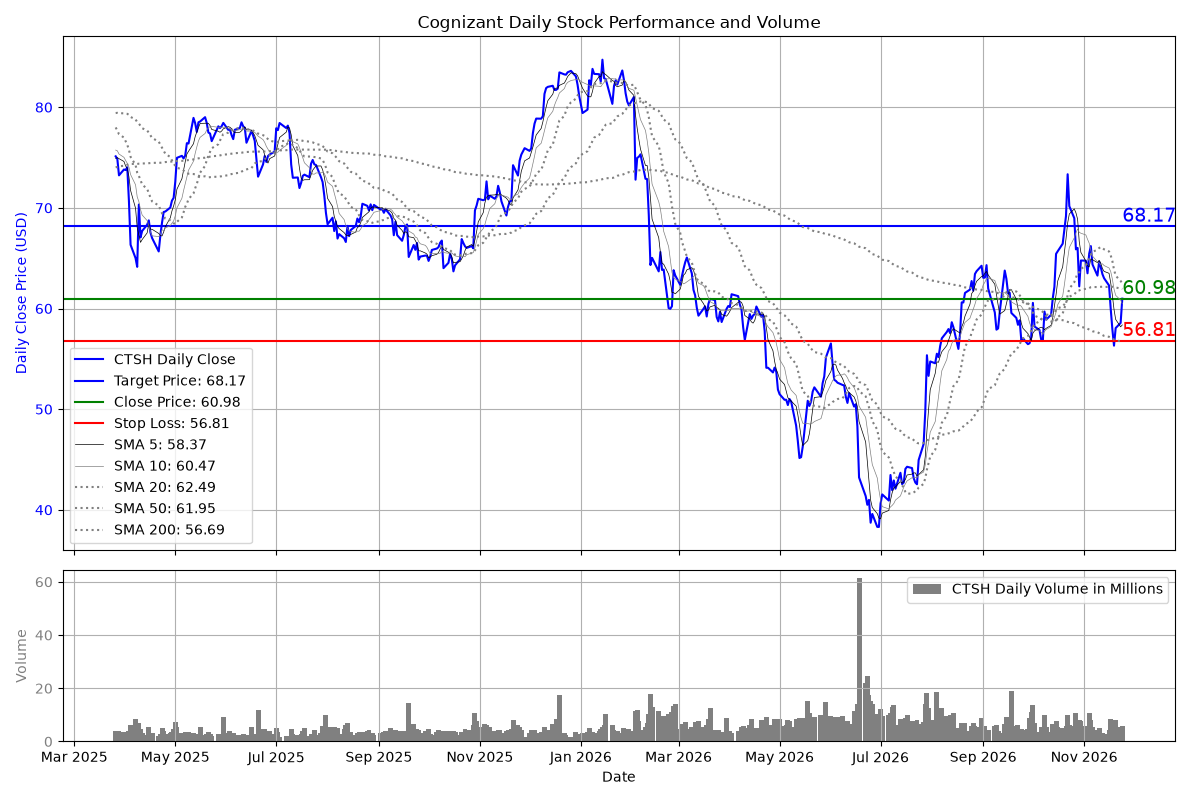 Cognizant Daily Stock Performance and Volume
Daily Close Price (USD)
80
70
60
50
40
68.17
60.98
56.81
CTSH Daily Close
Target Price: 68.17
Close Price: 60.98
Stop Loss: 56.81
SMA 5: 58.37
SMA 10: 60.47
SMA 20: 62.49
SMA 50: 61.95
SMA 200: 56.69
Volume
60
40
20
0
CTSH Daily Volume in Millions
Mar 2025 May 2025 Jul 2025 Sep 2025 Nov 2025 Jan 2026 Mar 2026 May 2026 Jul 2026 Sep 2026 Nov 2026
Date